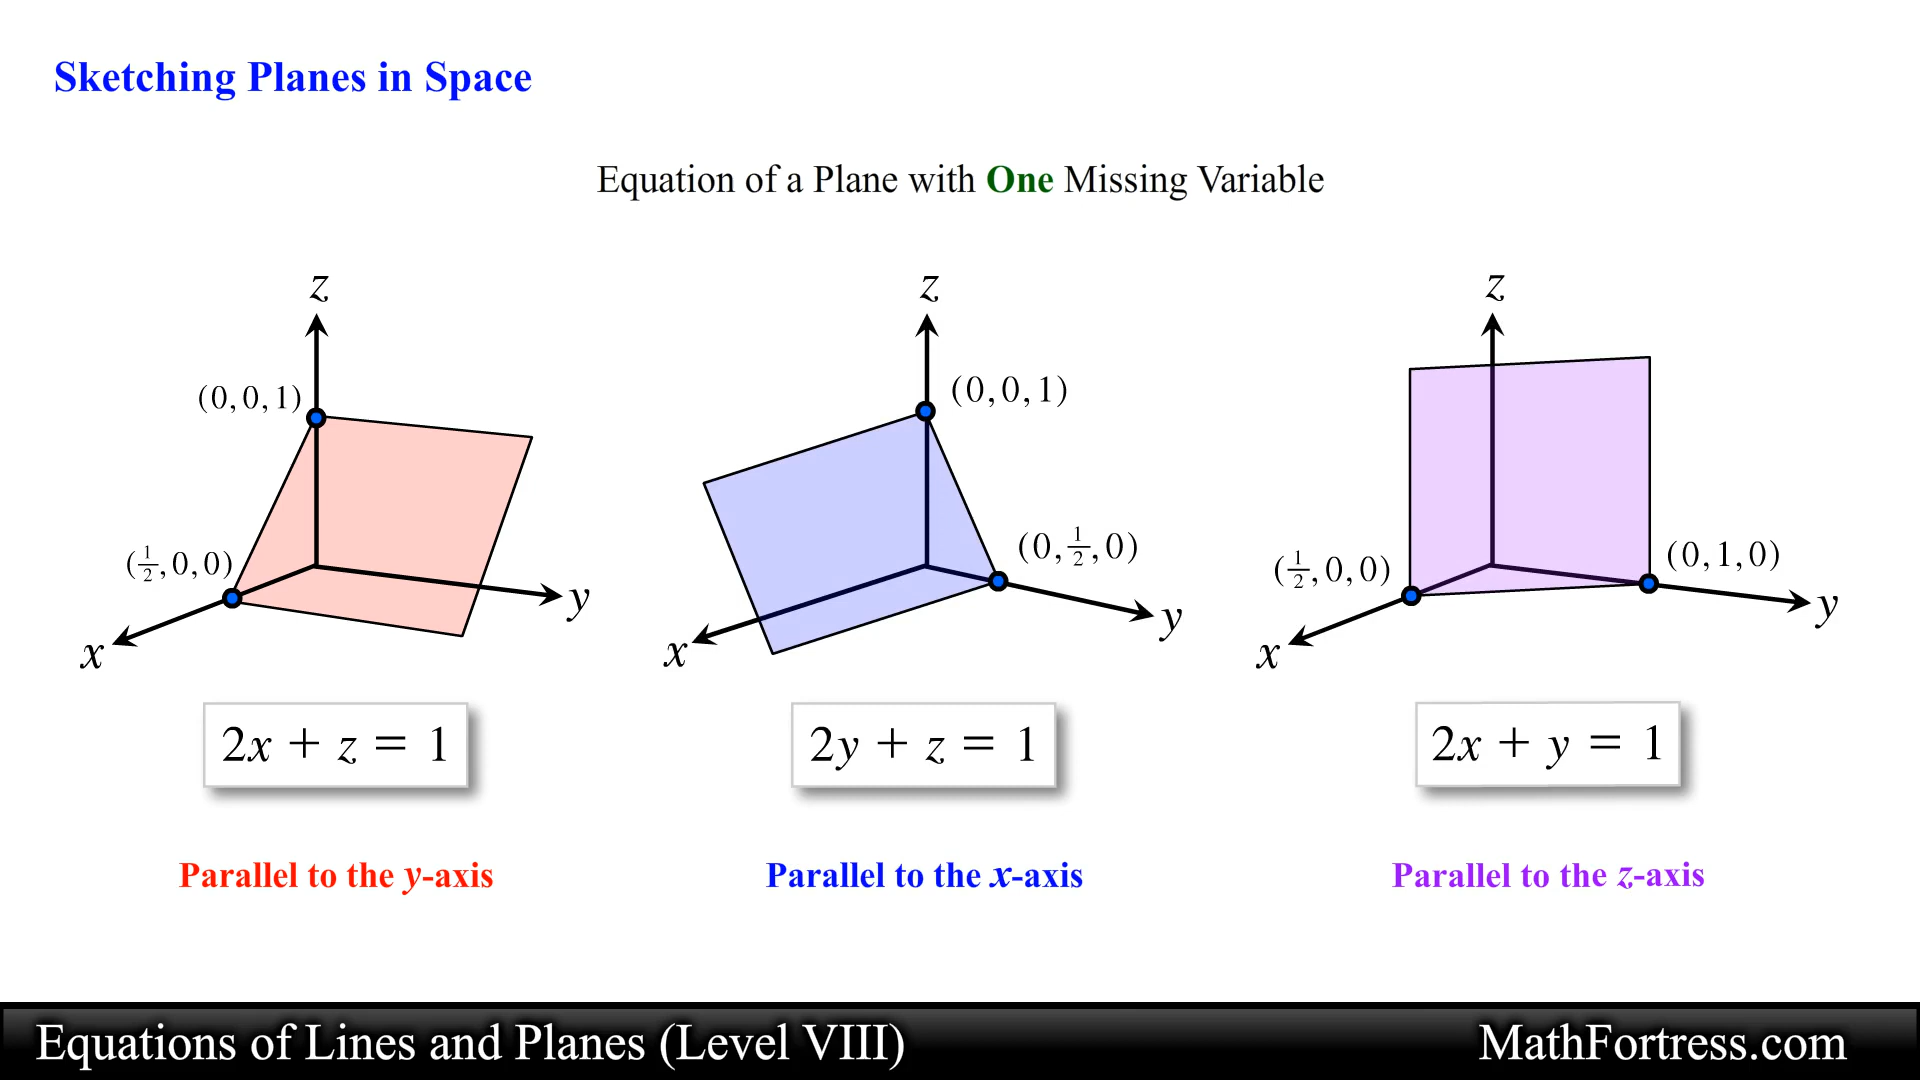 Sketching Planes in Space
Equation of a Plane with One Missing Variable
z
(0, 0, 1)
(1/2, 0, 0)
x
y
2x + z = 1
Parallel to the y-axis
z
(0, 0, 1)
(0, 1/2, 0)
x
y
2y + z = 1
Parallel to the x-axis
z
(1/2, 0, 0)
(0, 1, 0)
x
y
2x + y = 1
Parallel to the z-axis
Equations of Lines and Planes (Level VIII)
MathFortress.com